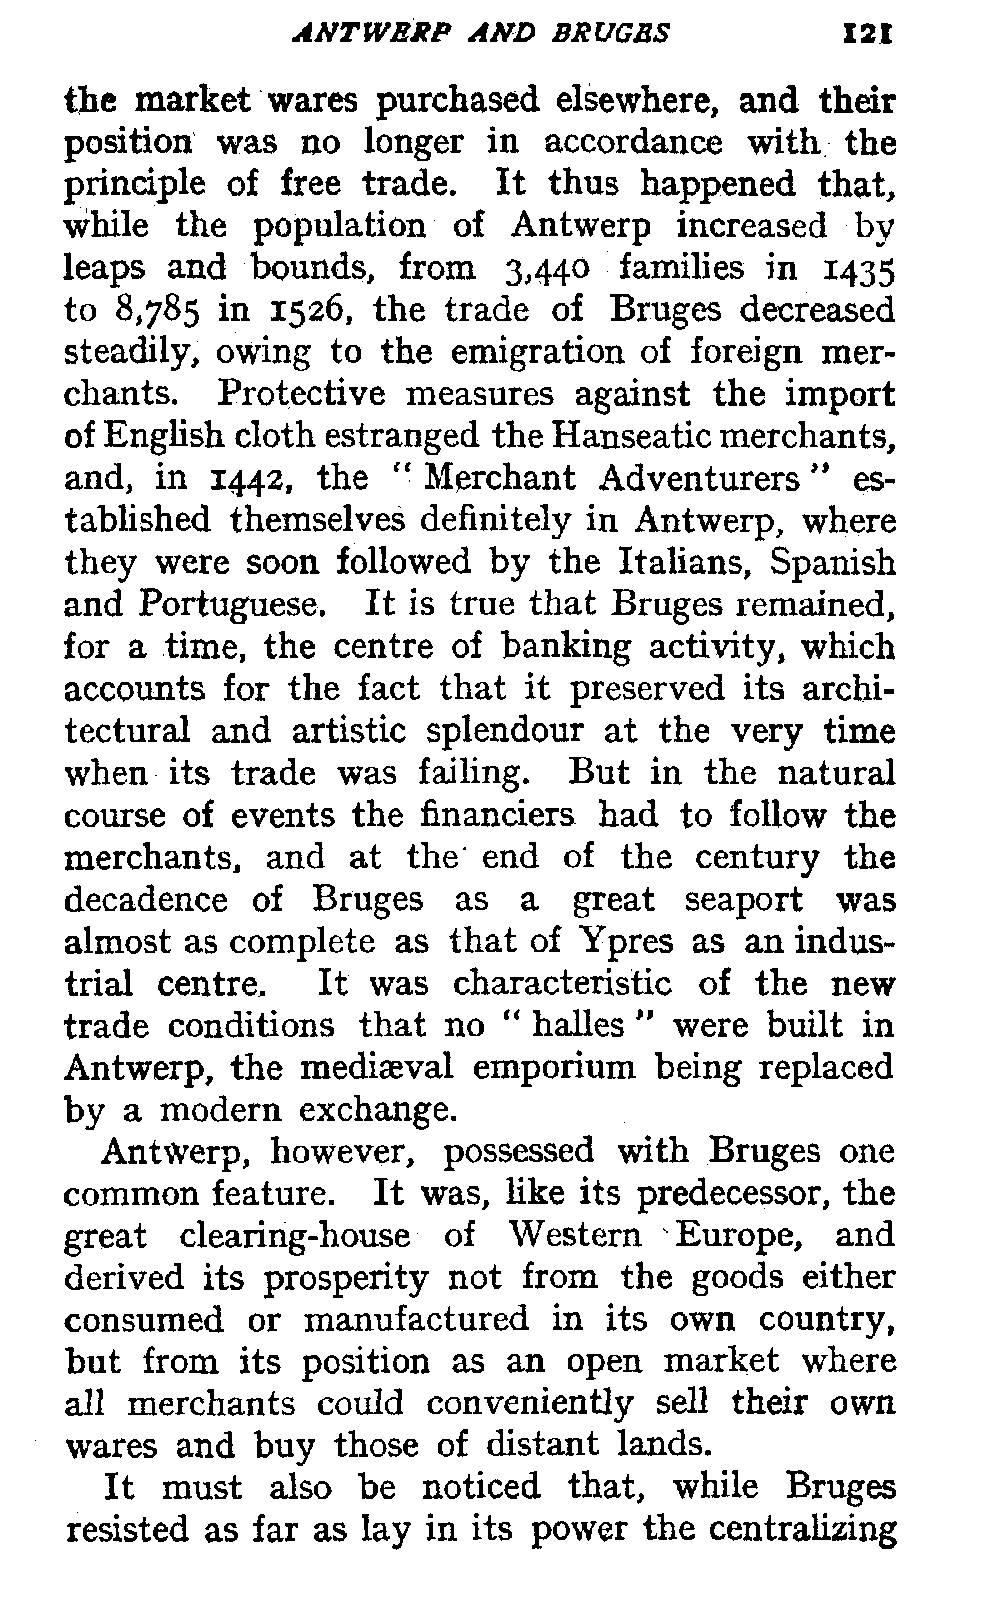 ANTWERP AND BRUGES 121
the market wares purchased elsewhere, and their
position was no longer in accordance with the
principle of free trade. It thus happened that,
while the population of Antwerp increased by
leaps and bounds, from 3,440 families in 1435
to 8,785 in 1526, the trade of Bruges decreased
steadily, owing to the emigration of foreign mer-
chants. Protective measures against the import
of English cloth estranged the Hanseatic merchants,
and, in 1442, the " Merchant Adventurers " es-
tablished themselves definitely in Antwerp, where
they were soon followed by the Italians, Spanish
and Portuguese. It is true that Bruges remained,
for a time, the centre of banking activity, which
accounts for the fact that it preserved its archi-
tectural and artistic splendour at the very time
when its trade was failing. But in the natural
course of events the financiers had to follow the
merchants, and at the end of the century the
decadence of Bruges as a great seaport was
almost as complete as that of Ypres as an indus-
trial centre. It was characteristic of the new
trade conditions that no " halles " were built in
Antwerp, the mediæval emporium being replaced
by a modern exchange.
Antwerp, however, possessed with Bruges one
common feature. It was, like its predecessor, the
great clearing-house of Western Europe, and
derived its prosperity not from the goods either
consumed or manufactured in its own country,
but from its position as an open market where
all merchants could conveniently sell their own
wares and buy those of distant lands.
It must also be noticed that, while Bruges
resisted as far as lay in its power the centralizing